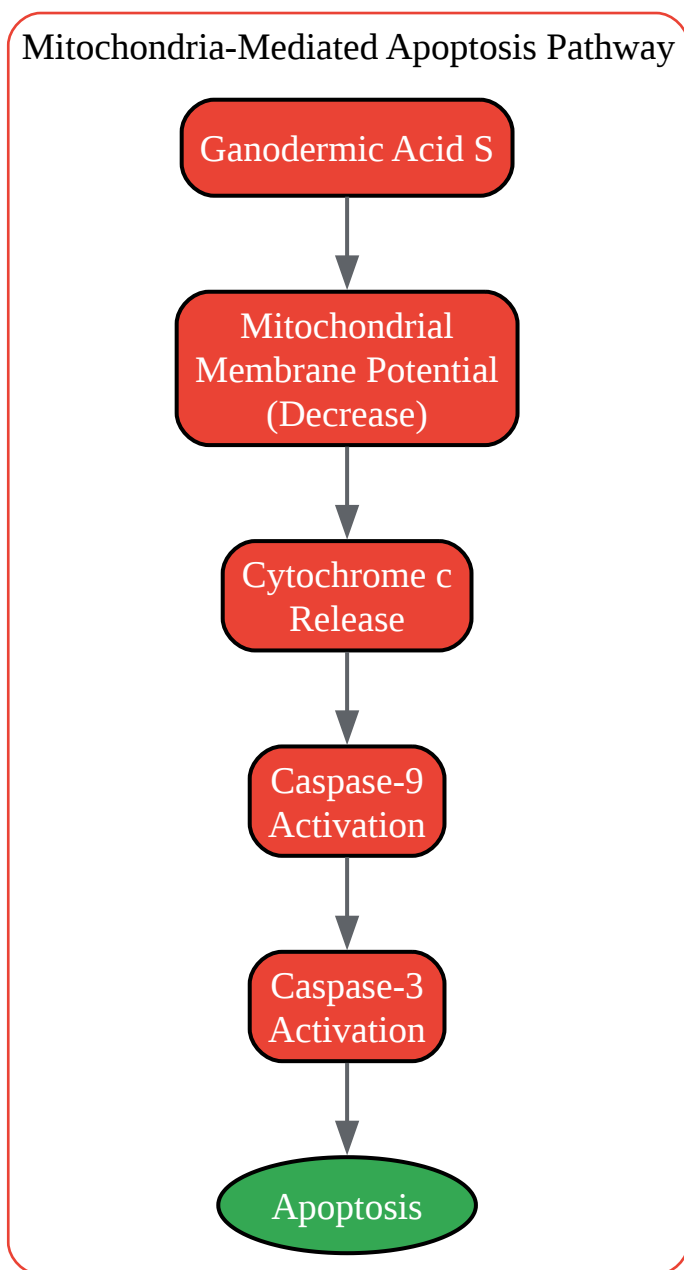 Mitochondria-Mediated Apoptosis Pathway
Ganodermic Acid S
Mitochondrial
Membrane Potential
(Decrease)
Cytochrome c
Release
Caspase-9
Activation
Caspase-3
Activation
Apoptosis